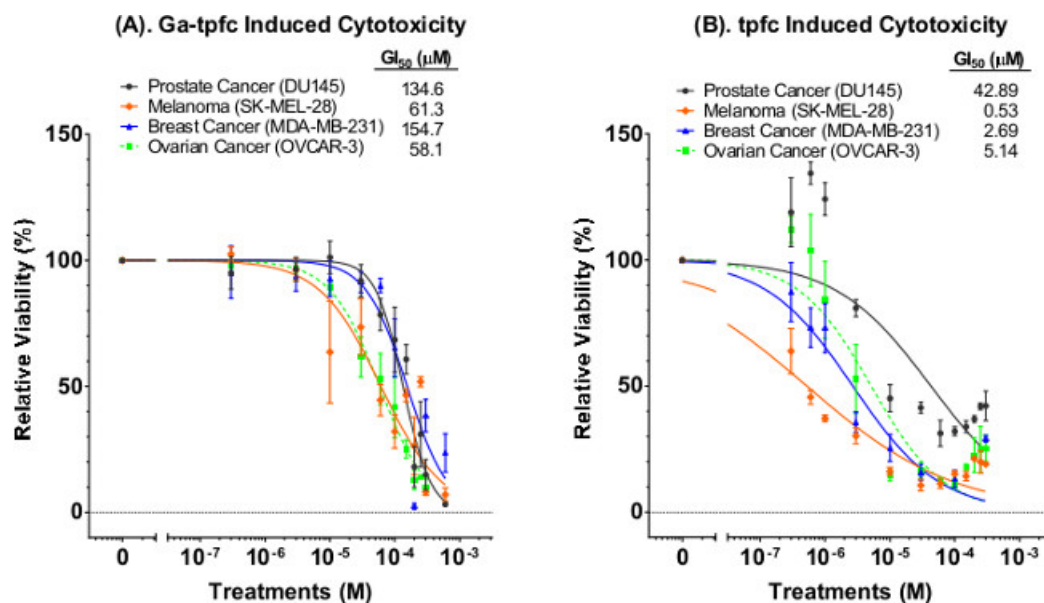 (A). Ga-tpfc Induced Cytotoxicity
GI50 (µM)
Prostate Cancer (DU145) 134.6
Melanoma (SK-MEL-28) 61.3
Breast Cancer (MDA-MB-231) 154.7
Ovarian Cancer (OVCAR-3) 58.1
150
100
50
0
Relative Viability (%)
0 10-7 10-6 10-5 10-4 10-3
Treatments (M)
(B). tpfc Induced Cytotoxicity
GI50 (µM)
Prostate Cancer (DU145) 42.89
Melanoma (SK-MEL-28) 0.53
Breast Cancer (MDA-MB-231) 2.69
Ovarian Cancer (OVCAR-3) 5.14
150
100
50
0
Relative Viability (%)
0 10-7 10-6 10-5 10-4 10-3
Treatments (M)